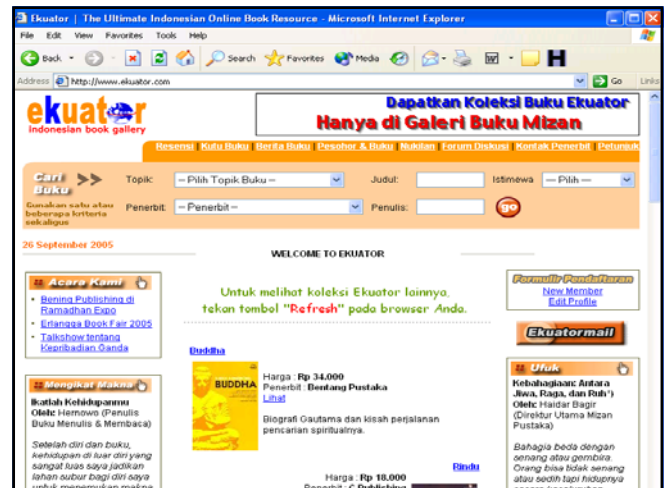 Ekuator | The Ultimate Indonesian Online Book Resource - Microsoft Internet Explorer
File Edit View Favorites Tools Help
Back Search Favorites Media
Address http://www.ekuator.com Go Links
ekuator
Indonesian book gallery
Dapatkan Koleksi Buku Ekuator
Hanya di Galeri Buku Mizan
Resensi | Kutu Buku | Berita Buku | Pesohor & Buku | Nukilan | Forum Diskusi | Kontak Penerbit | Petunjuk
Cari Buku
Gunakan satu atau beberapa kriteria sekaligus
Topik: -- Pilih Topik Buku -- Judul: Istimewa -- Pilih --
Penerbit: -- Penerbit -- Penulis: go
26 September 2005
WELCOME TO EKUATOR
Acara Kami
Bening Publishing di
Ramadhan Expo
Erlangga Book Fair 2005
Talkshow tentang
Kepribadian Ganda
Mengikat Makna
Ikatlah Kehidupanmu
Oleh: Hernowo (Penulis
Buku Menulis & Membaca)
Setelah diri dan buku,
kehidupan di luar diri yang
sangat luas saya jadikan
lahan subur bagi diri saya
untuk menemukan makna
Untuk melihat koleksi Ekuator lainnya,
tekan tombol "Refresh" pada browser Anda.
Buddha
BUDDHA
Harga : Rp 34.000
Penerbit : Bentang Pustaka
Lihat
Biografi Gautama dan kisah perjalanan
pencarian spiritualnya.
Rindu
Harga : Rp 18.000
Penerbit : C Publishing
Formulir Pendaftaran
New Member
Edit Profile
Ekuatormail
Ufuk
Kebahagiaan: Antara
Jiwa, Raga, dan Ruh')
Oleh: Haidar Bagir
(Direktur Utama Mizan
Pustaka)
Bahagia beda dengan
senang atau gembira.
Orang bisa tidak senang
atau sedih tapi hidupnya